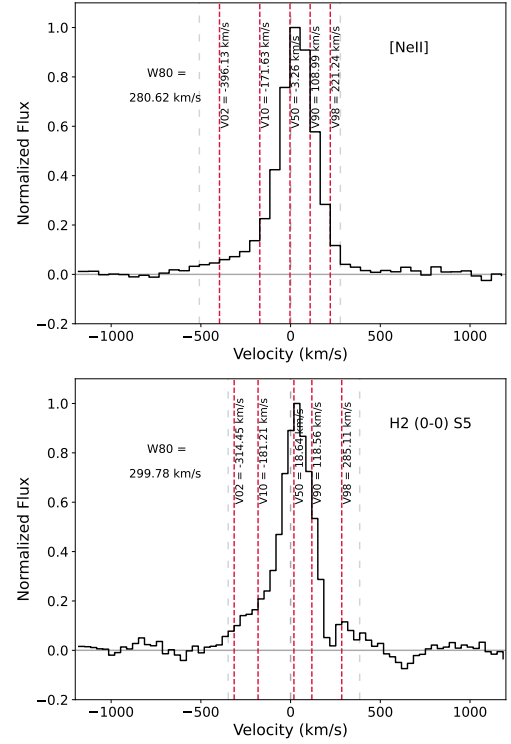 [NeII]
W80 =
280.62 km/s
V02 = -396.13 km/s
V10 = -171.63 km/s
V50 = -3.26 km/s
V90 = 108.99 km/s
V98 = 221.24 km/s
Normalized Flux
1.0
0.8
0.6
0.4
0.2
0.0
−0.2
−1000
−500
0
500
1000
Velocity (km/s)
H2 (0-0) S5
W80 =
299.78 km/s
V02 = -314.45 km/s
V10 = -181.21 km/s
V50 = 18.64 km/s
V90 = 118.56 km/s
V98 = 285.11 km/s
Normalized Flux
1.0
0.8
0.6
0.4
0.2
0.0
−0.2
−1000
−500
0
500
1000
Velocity (km/s)